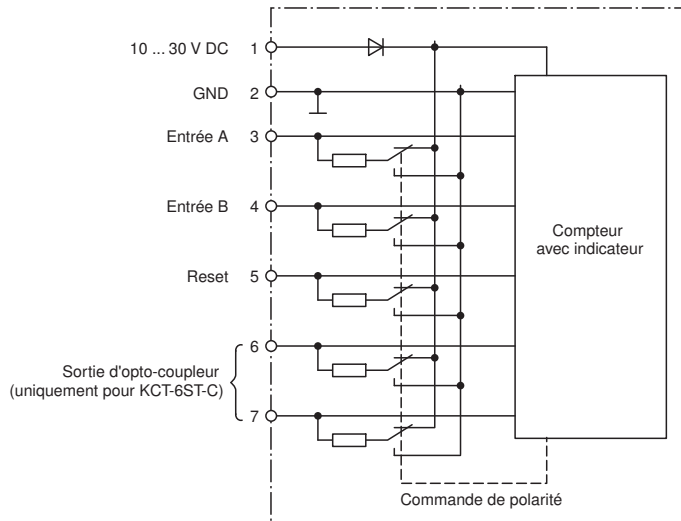 10 ... 30 V DC 1
GND 2
Entrée A 3
Entrée B 4
Reset 5
6
Sortie d'opto-coupleur
(uniquement pour KCT-6ST-C)
7
Compteur
avec indicateur
Commande de polarité